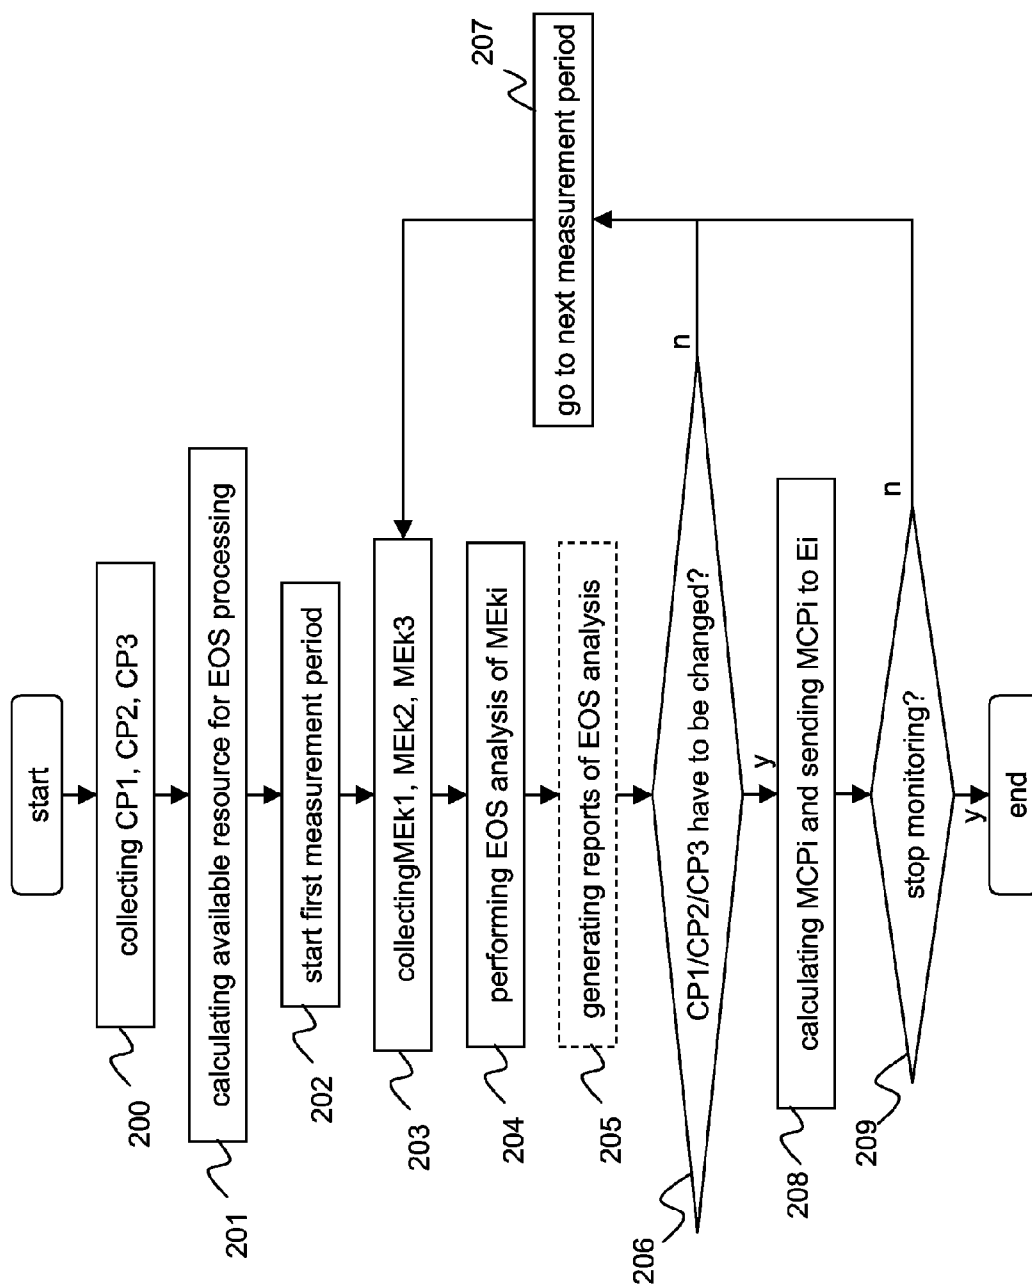 start
collecting CP1, CP2, CP3
200
calculating available resource for EOS processing
201
start first measurement period
202
collectingMEk1, MEk2, MEk3
203
performing EOS analysis of MEki
204
generating reports of EOS analysis
205
CP1/CP2/CP3 have to be changed?
206
n
y
go to next measurement period
207
calculating MCPi and sending MCPi to Ei
208
stop monitoring?
209
n
y
end